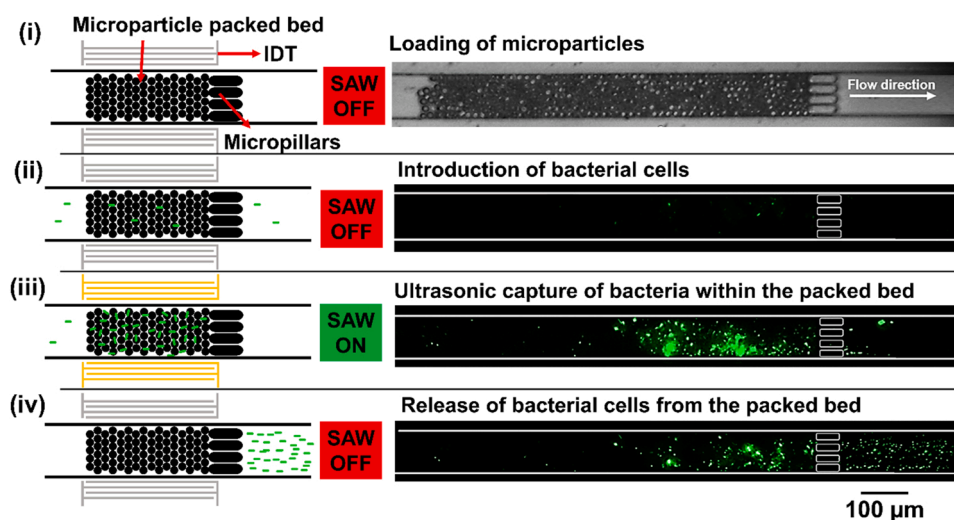 (i)
Microparticle packed bed
IDT
Micropillars
SAW
OFF
Loading of microparticles
Flow direction
(ii)
SAW
OFF
Introduction of bacterial cells
(iii)
SAW
ON
Ultrasonic capture of bacteria within the packed bed
(iv)
SAW
OFF
Release of bacterial cells from the packed bed
100 μm